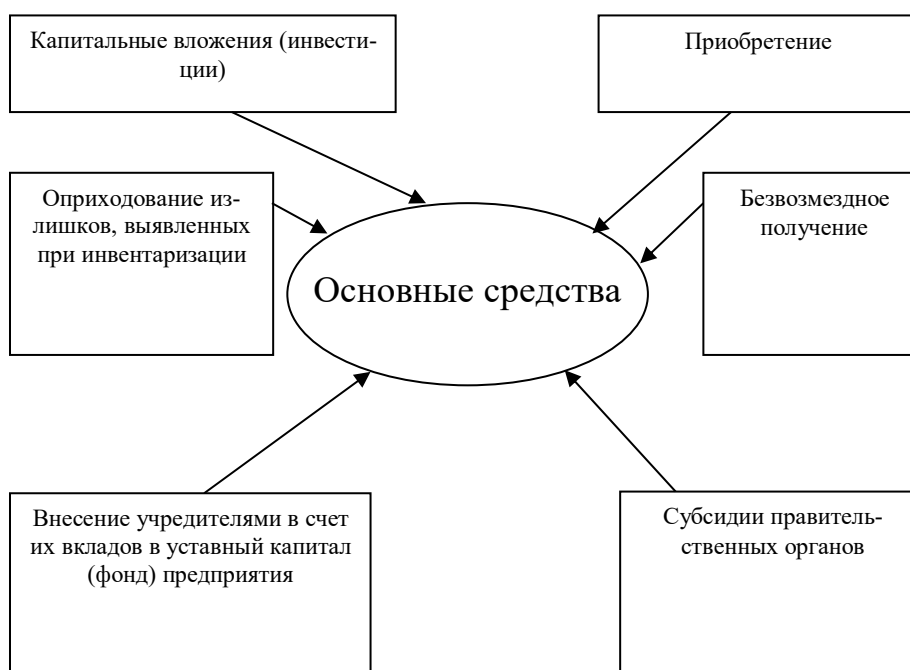 Капитальные вложения (инвести-
ции)
Приобретение
Оприходование из-
лишков, выявленных
при инвентаризации
Безвозмездное
получение
Основные средства
Внесение учредителями в счет
их вкладов в уставный капитал
(фонд) предприятия
Субсидии правитель-
ственных органов